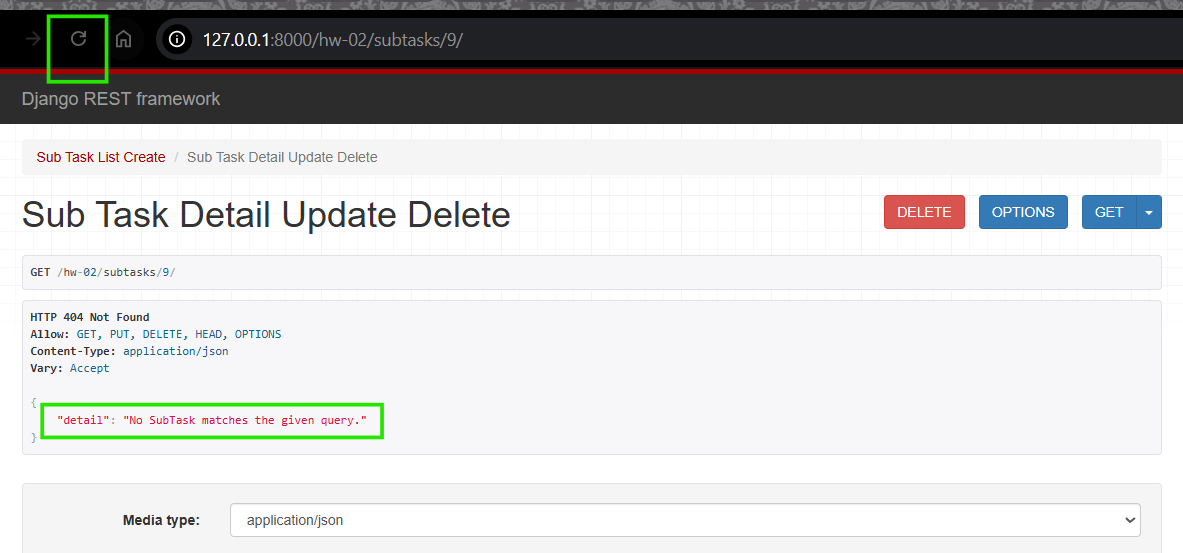 127.0.0.1:8000/hw-02/subtasks/9/
Django REST framework
Sub Task List Create / Sub Task Detail Update Delete
Sub Task Detail Update Delete
DELETE OPTIONS GET
GET /hw-02/subtasks/9/
HTTP 404 Not Found
Allow: GET, PUT, DELETE, HEAD, OPTIONS
Content-Type: application/json
Vary: Accept
{
"detail": "No SubTask matches the given query."
}
Media type: application/json